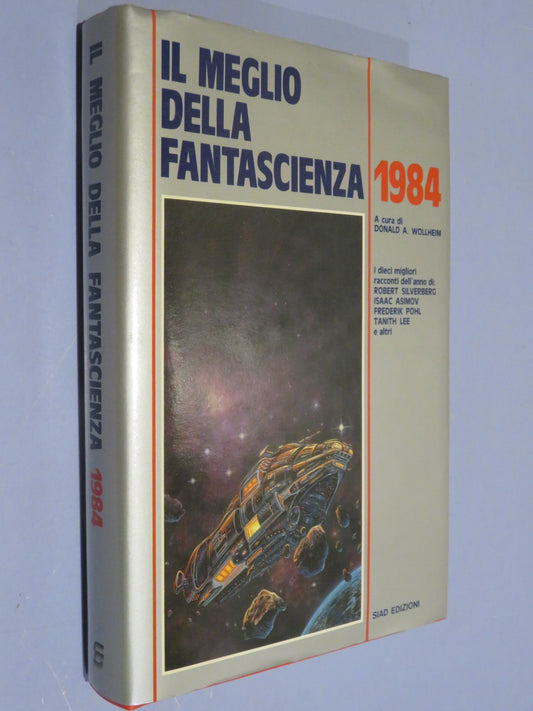 IL MEGLIO DELLA FANTASCIENZA 1984
IL MEGLIO
DELLA
FANTASCIENZA
1984
A cura di
DONALD A. WOLLHEIM
I dieci migliori
racconti dell'anno di:
ROBERT SILVERBERG
ISAAC ASIMOV
FREDERIK POHL
TANITH LEE
e altri
SIAD EDIZIONI